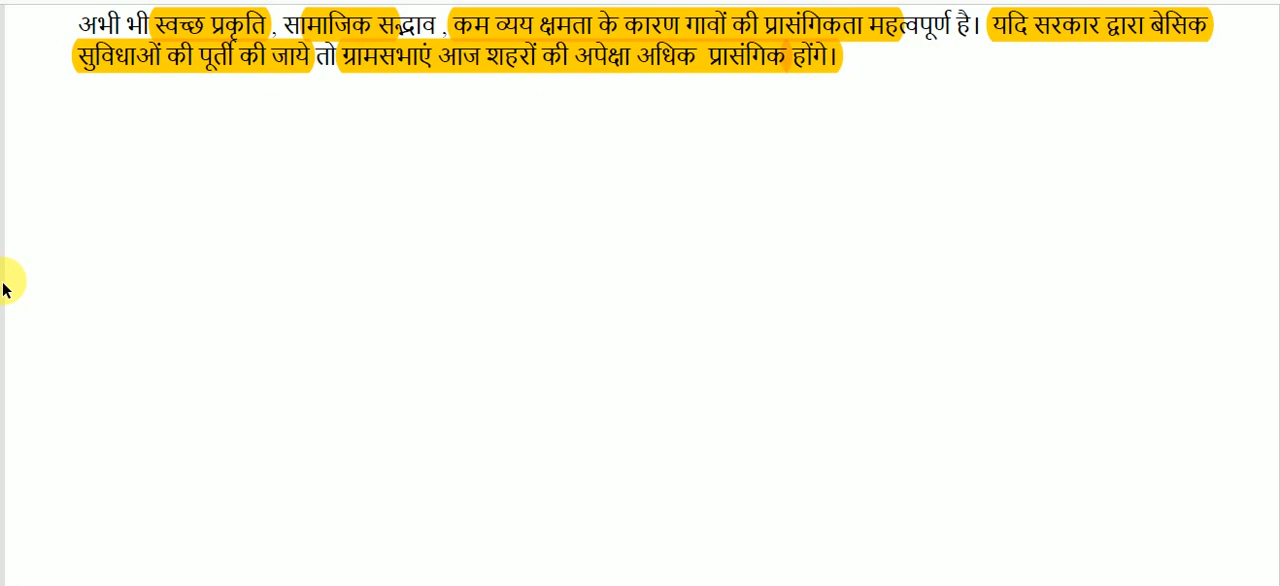 अभी भी स्वच्छ प्रकृति , सामाजिक सद्भाव , कम व्यय क्षमता के कारण गावों की प्रासंगिकता महत्वपूर्ण है। यदि सरकार द्वारा बेसिक
सुविधाओं की पूर्ती की जाये तो ग्रामसभाएं आज शहरों की अपेक्षा अधिक प्रासंगिक होंगे।